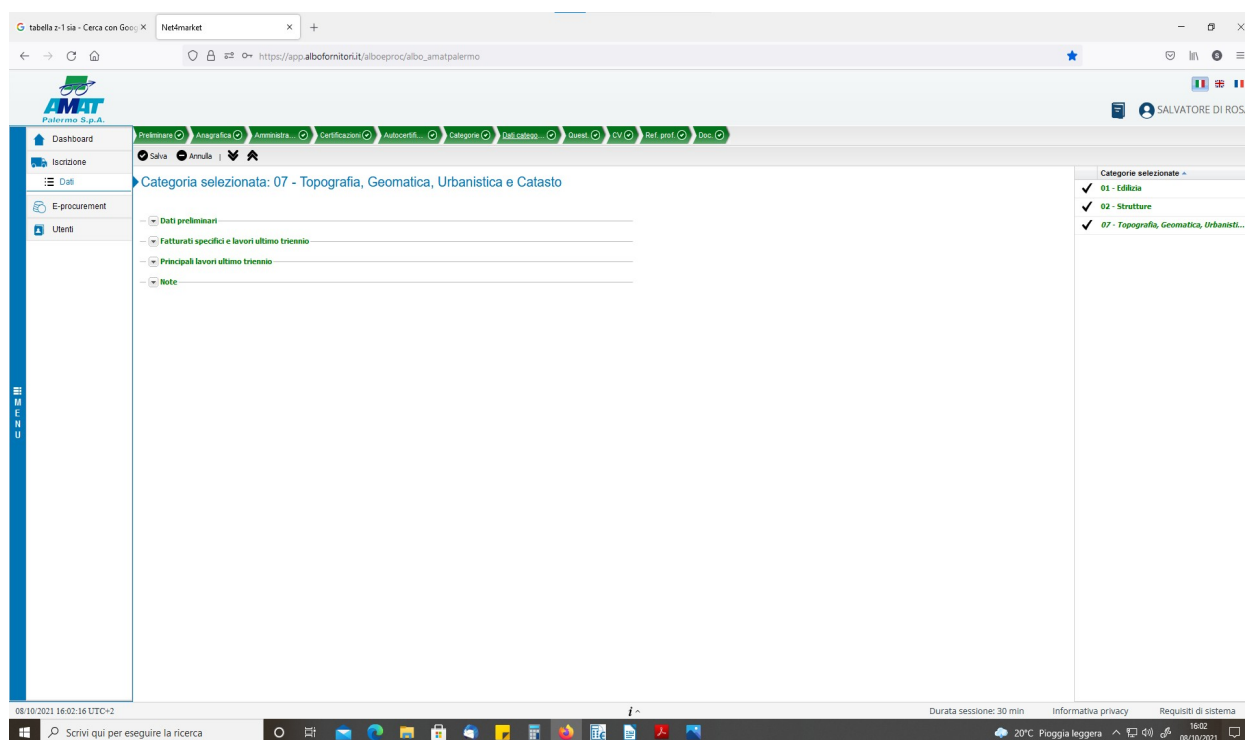 tabella z-1 sia - Cerca con Goog
Net4market
https://app.albofornitori.it/alboeproc/albo_amatpalermo
AMAT
Palermo S.p.A.
SALVATORE DI ROS
Preliminare Anagrafica Amministra... Certificazioni Autocertifi... Categorie Dati catego... Quest. CV Ref. prof. Doc.
Salva Annulla
Dashboard
Iscrizione
Dati
E-procurement
Utenti
MENU
Categoria selezionata: 07 - Topografia, Geomatica, Urbanistica e Catasto
Dati preliminari
Fatturati specifici e lavori ultimo triennio
Principali lavori ultimo triennio
Note
Categorie selezionate
01 - Edilizia
02 - Strutture
07 - Topografia, Geomatica, Urbanisti...
08/10/2021 16:02:16 UTC+2
i
Durata sessione: 30 min Informativa privacy Requisiti di sistema
Scrivi qui per eseguire la ricerca
20°C Pioggia leggera
16:02
08/10/2021